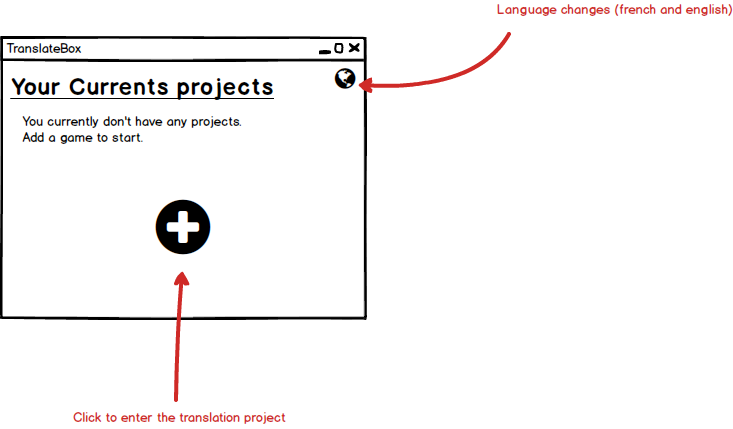 Language changes (french and english)
TranslateBox
Your Currents projects
You currently don't have any projects.
Add a game to start.
Click to enter the translation project